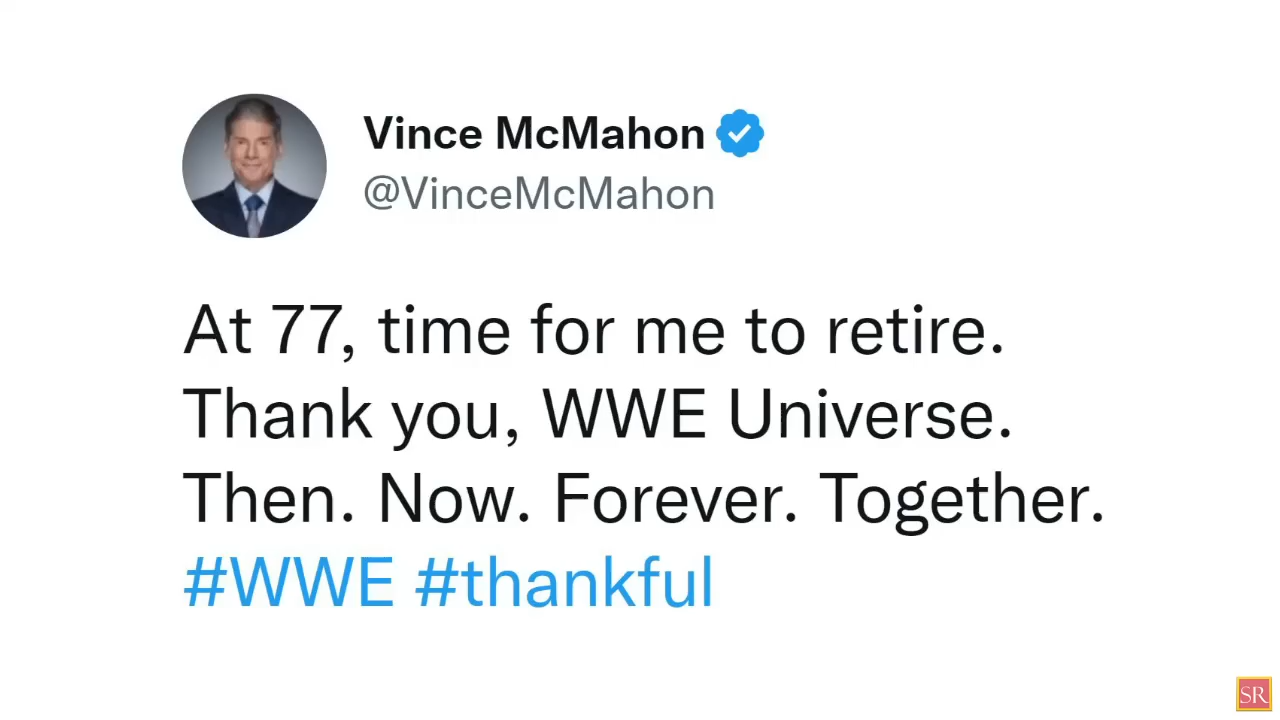 Vince McMahon
@VinceMcMahon
At 77, time for me to retire.
Thank you, WWE Universe.
Then. Now. Forever. Together.
#WWE #thankful
SR